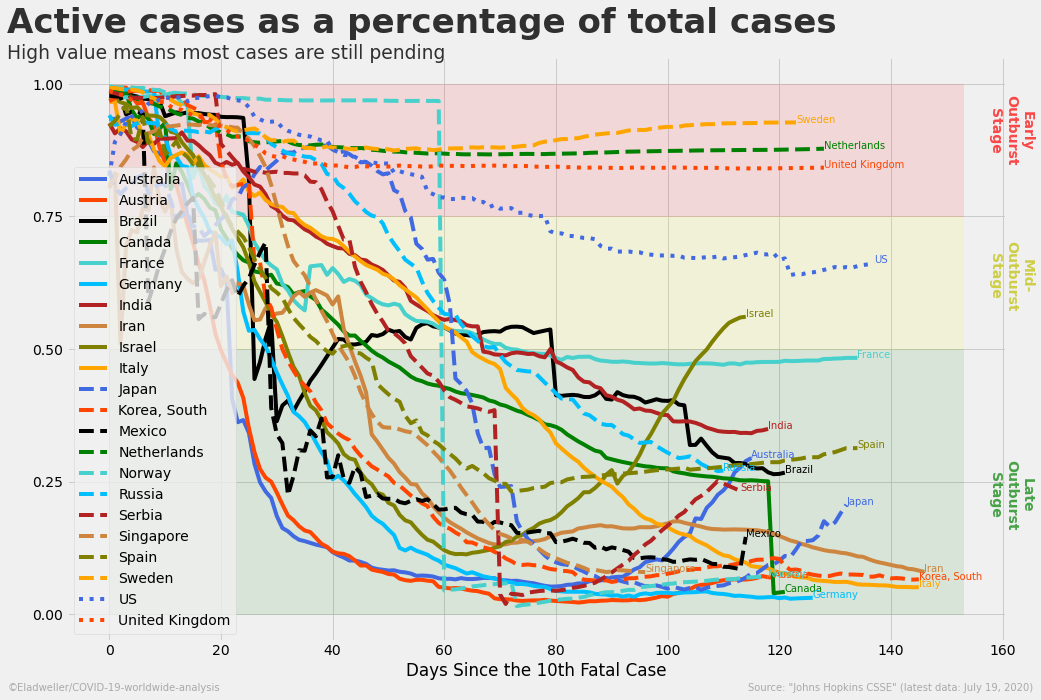 Active cases as a percentage of total cases
High value means most cases are still pending
1.00
0.75
0.50
0.25
0.00
Early
Outburst
Stage
Mid-
Outburst
Stage
Late
Outburst
Stage
Sweden
Netherlands
United Kingdom
US
Israel
France
India
Spain
Australia
Russia
Brazil
Serbia
Japan
Mexico
Singapore
Austria
Iran
Korea, South
Italy
Canada
Germany
Australia
Austria
Brazil
Canada
France
Germany
India
Iran
Israel
Italy
Japan
Korea, South
Mexico
Netherlands
Norway
Russia
Serbia
Singapore
Spain
Sweden
US
United Kingdom
0
20
40
60
80
100
120
140
160
Days Since the 10th Fatal Case
©Eladweller/COVID-19-worldwide-analysis
Source: "Johns Hopkins CSSE" (latest data: July 19, 2020)